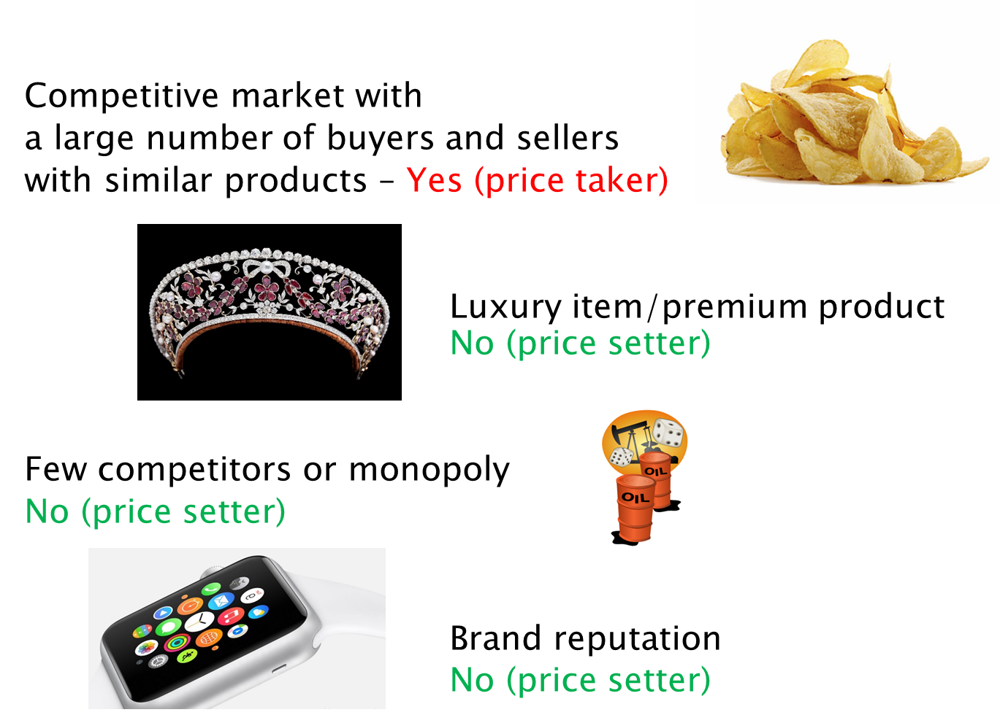 Competitive market with
a large number of buyers and sellers
with similar products – Yes (price taker)
Luxury item/premium product
No (price setter)
OIL
OIL
Few competitors or monopoly
No (price setter)
Brand reputation
No (price setter)